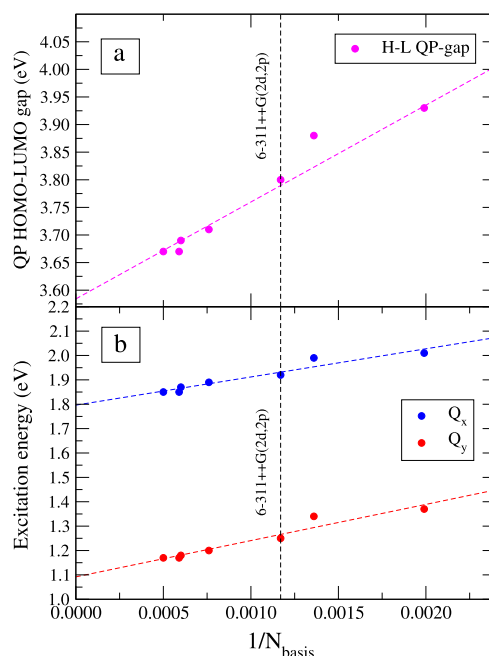 4.05
4.00
3.95
3.90
3.85
3.80
3.75
3.70
3.65
3.60
QP HOMO-LUMO gap (eV)
a
H-L QP-gap
6-311++G(2d,2p)
2.2
2.1
2.0
1.9
1.8
1.7
1.6
1.5
1.4
1.3
1.2
1.1
1.0
Excitation energy (eV)
b
Qx
Qy
6-311++G(2d,2p)
0.0000 0.0005 0.0010 0.0015 0.0020
1/Nbasis